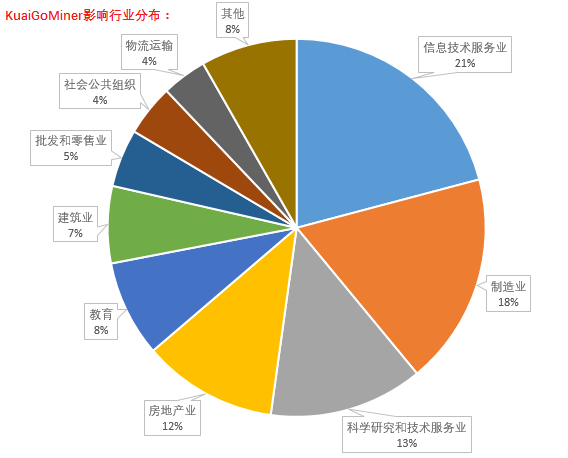 KuaiGoMiner影响行业分布：
信息技术服务业
21%
制造业
18%
科学研究和技术服务业
13%
房地产业
12%
教育
8%
建筑业
7%
批发和零售业
5%
社会公共组织
4%
物流运输
4%
其他
8%